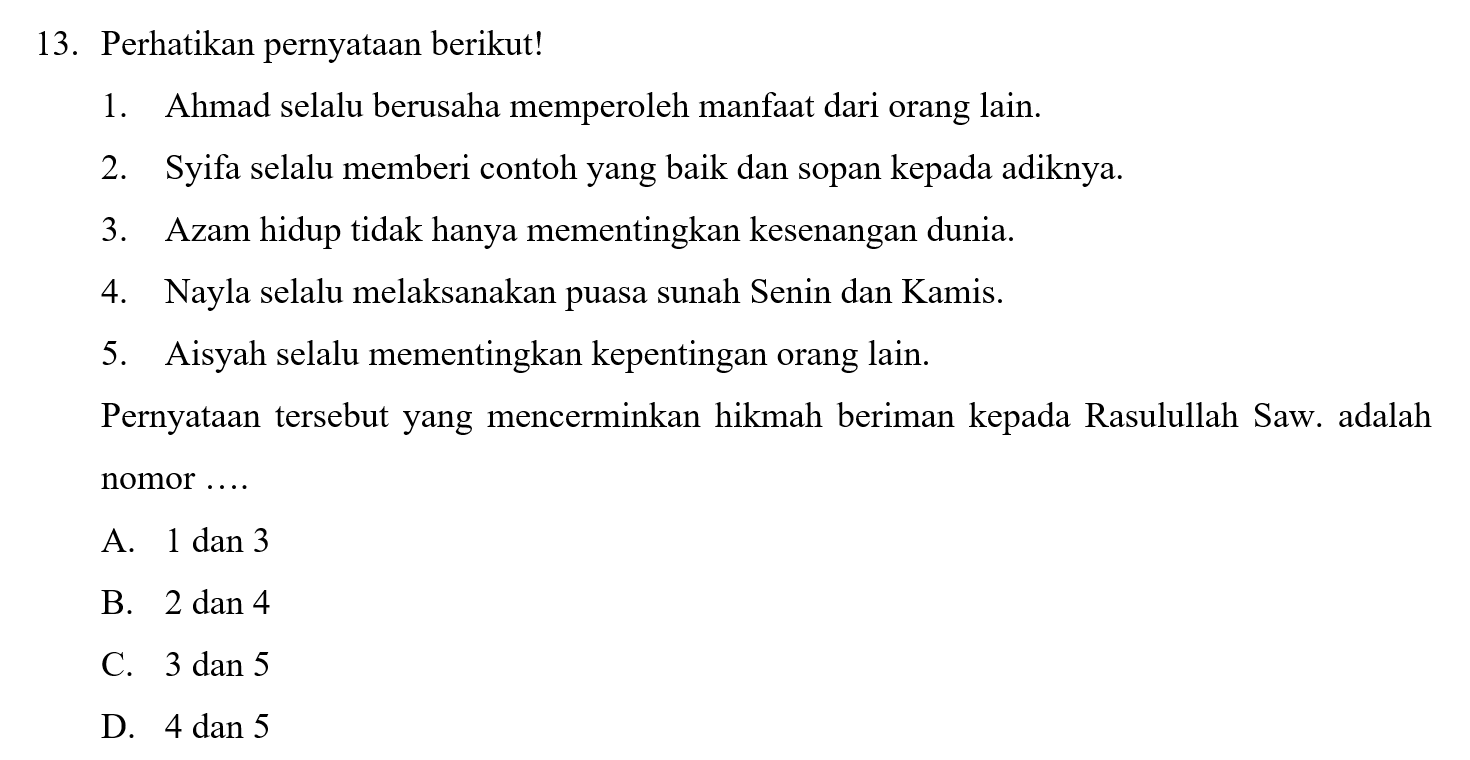 13. Perhatikan pernyataan berikut!
1. Ahmad selalu berusaha memperoleh manfaat dari orang lain.
2. Syifa selalu memberi contoh yang baik dan sopan kepada adiknya.
3. Azam hidup tidak hanya mementingkan kesenangan dunia.
4. Nayla selalu melaksanakan puasa sunah Senin dan Kamis.
5. Aisyah selalu mementingkan kepentingan orang lain.
Pernyataan tersebut yang mencerminkan hikmah beriman kepada Rasulullah Saw. adalah
nomor ….
A. 1 dan 3
B. 2 dan 4
C. 3 dan 5
D. 4 dan 5